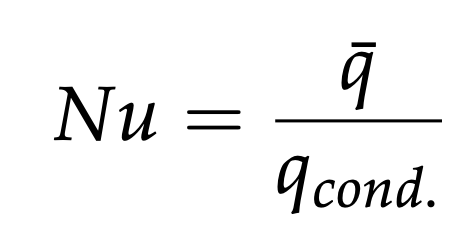 Nu = q̄ / q_cond.